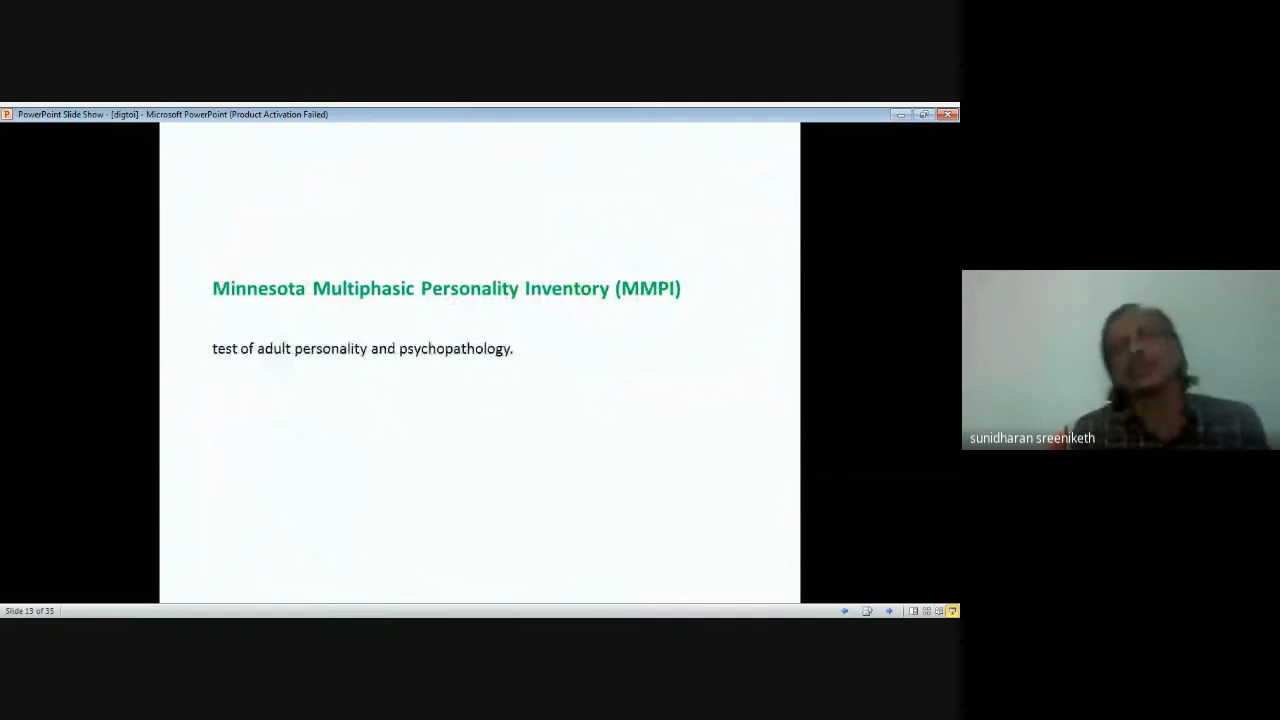 PowerPoint Slide Show - [digtoi] - Microsoft PowerPoint (Product Activation Failed)
Minnesota Multiphasic Personality Inventory (MMPI)
test of adult personality and psychopathology.
sunidharan sreeniketh
Slide 13 of 35